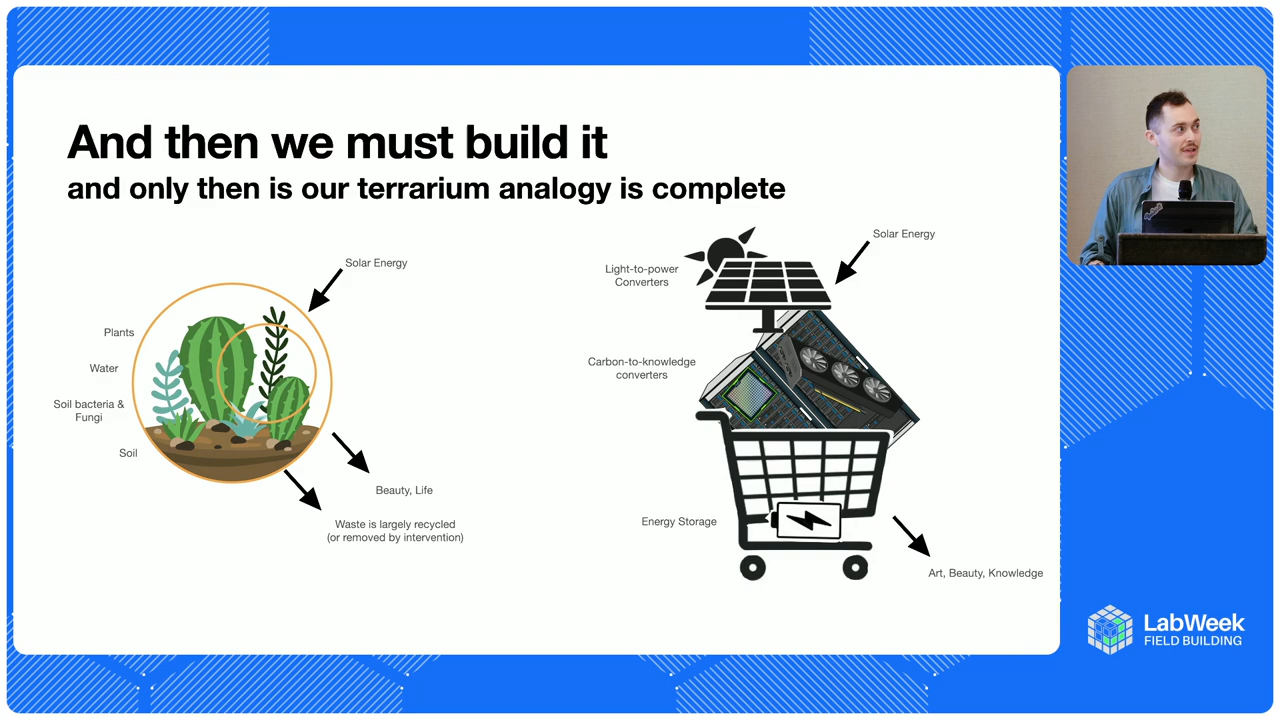 And then we must build it
and only then is our terrarium analogy is complete
Solar Energy
Plants
Water
Soil bacteria &
Fungi
Soil
Beauty, Life
Waste is largely recycled
(or removed by intervention)
Solar Energy
Light-to-power
Converters
Carbon-to-knowledge
converters
Energy Storage
Art, Beauty, Knowledge
LabWeek
FIELD BUILDING